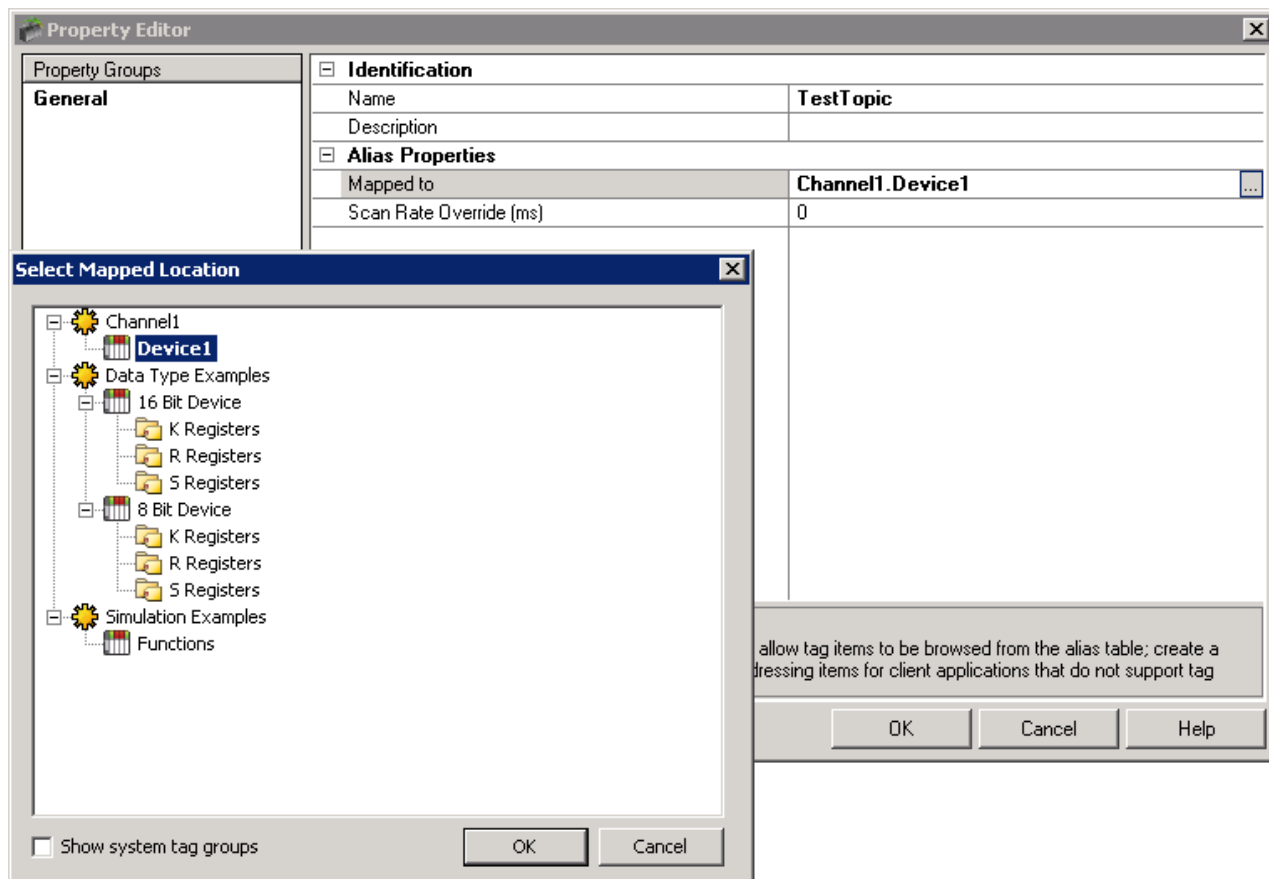 Property Editor
Property Groups
General
Identification
Name TestTopic
Description
Alias Properties
Mapped to Channel1.Device1 ...
Scan Rate Override (ms) 0
Select Mapped Location
Channel1
Device1
Data Type Examples
16 Bit Device
K Registers
R Registers
S Registers
8 Bit Device
K Registers
R Registers
S Registers
Simulation Examples
Functions
Show system tag groups
OK Cancel
allow tag items to be browsed from the alias table; create a
dressing items for client applications that do not support tag
OK Cancel Help